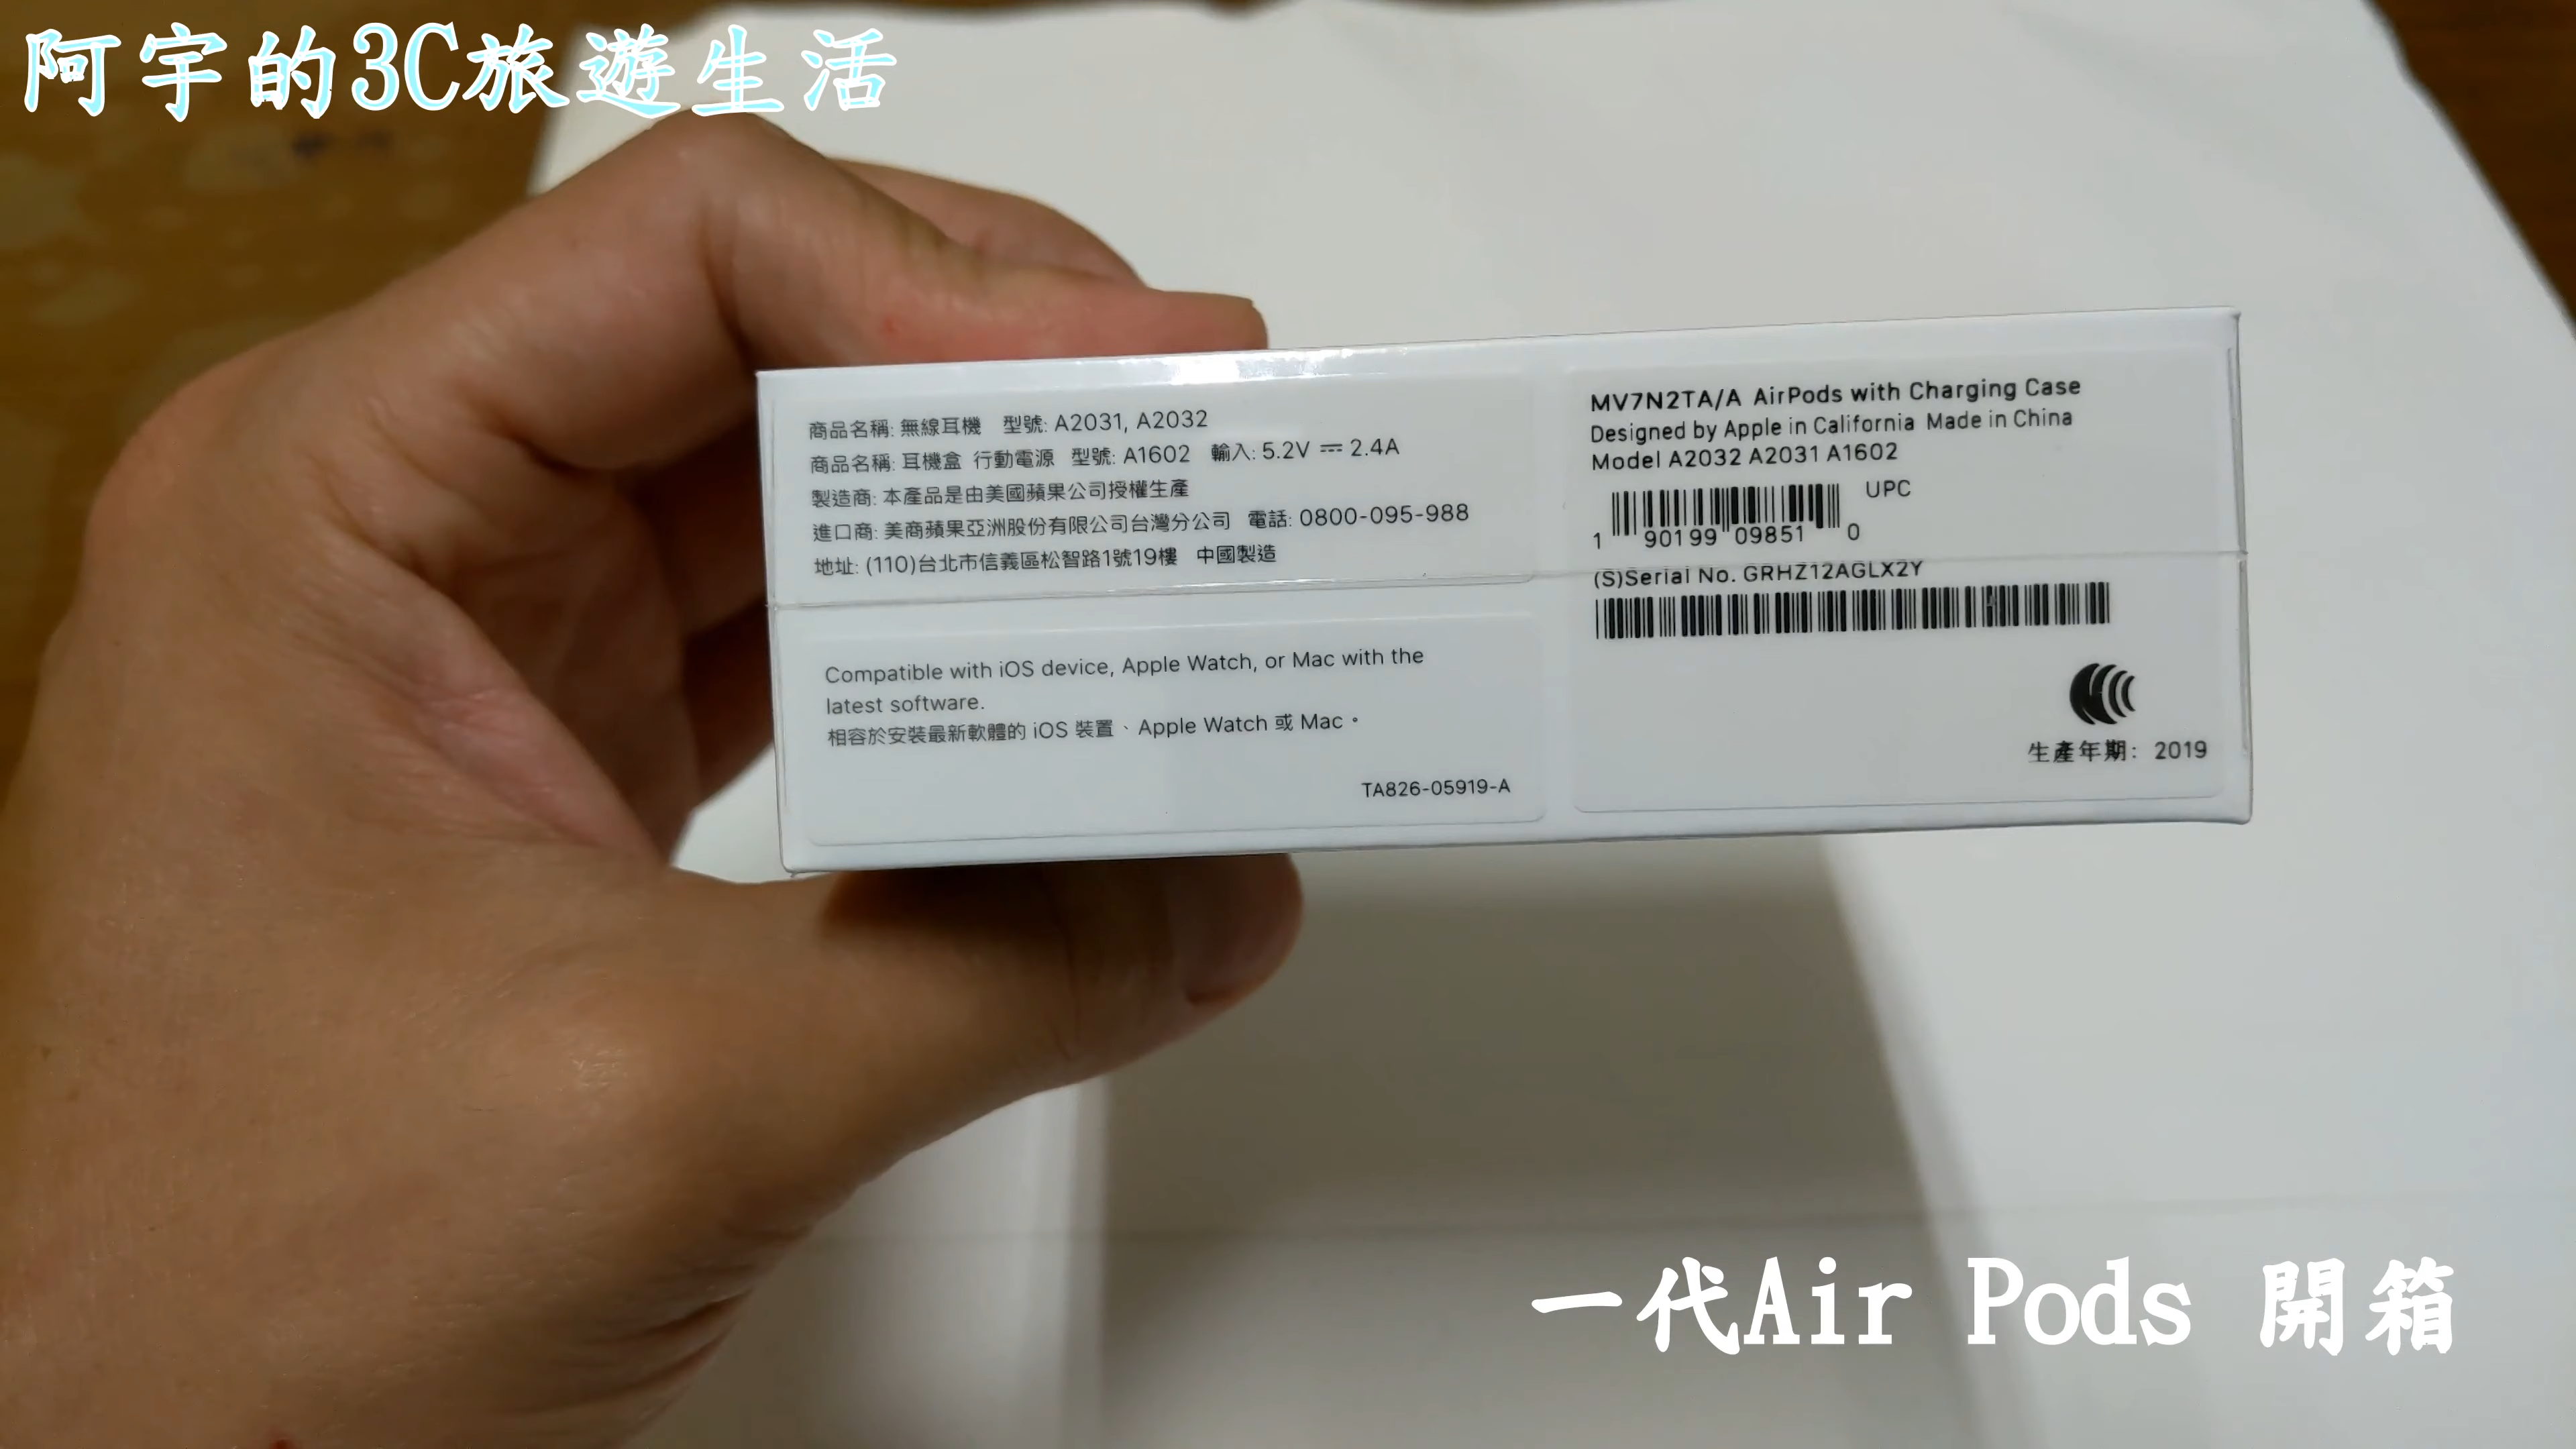 阿宇的3C旅遊生活
商品名稱: 無線耳機 型號: A2031, A2032
商品名稱: 耳機盒 行動電源 型號: A1602 輸入: 5.2V ⎓ 2.4A
製造商: 本產品是由美國蘋果公司授權生產
進口商: 美商蘋果亞洲股份有限公司台灣分公司 電話: 0800-095-988
地址: (110)台北市信義區松智路1號19樓 中國製造
Compatible with iOS device, Apple Watch, or Mac with the
latest software.
相容於安裝最新軟體的 iOS 裝置、Apple Watch 或 Mac。
TA826-05919-A
MV7N2TA/A AirPods with Charging Case
Designed by Apple in California Made in China
Model A2032 A2031 A1602
UPC
1 90199 09851 0
(S)Serial No. GRHZ12AGLX2Y
生產年期: 2019
一代Air Pods 開箱